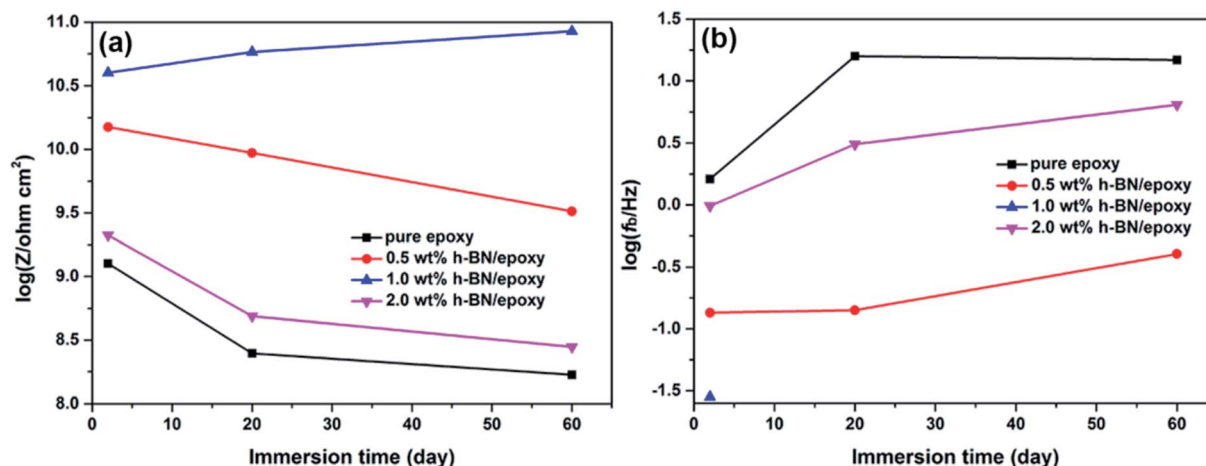 (a)
log(Z/ohm cm²)
11.0
10.5
10.0
9.5
9.0
8.5
8.0
pure epoxy
0.5 wt% h-BN/epoxy
1.0 wt% h-BN/epoxy
2.0 wt% h-BN/epoxy
0 10 20 30 40 50 60
Immersion time (day)
(b)
log(fb/Hz)
1.5
1.0
0.5
0.0
-0.5
-1.0
-1.5
pure epoxy
0.5 wt% h-BN/epoxy
1.0 wt% h-BN/epoxy
2.0 wt% h-BN/epoxy
0 20 40 60
Immersion time (day)